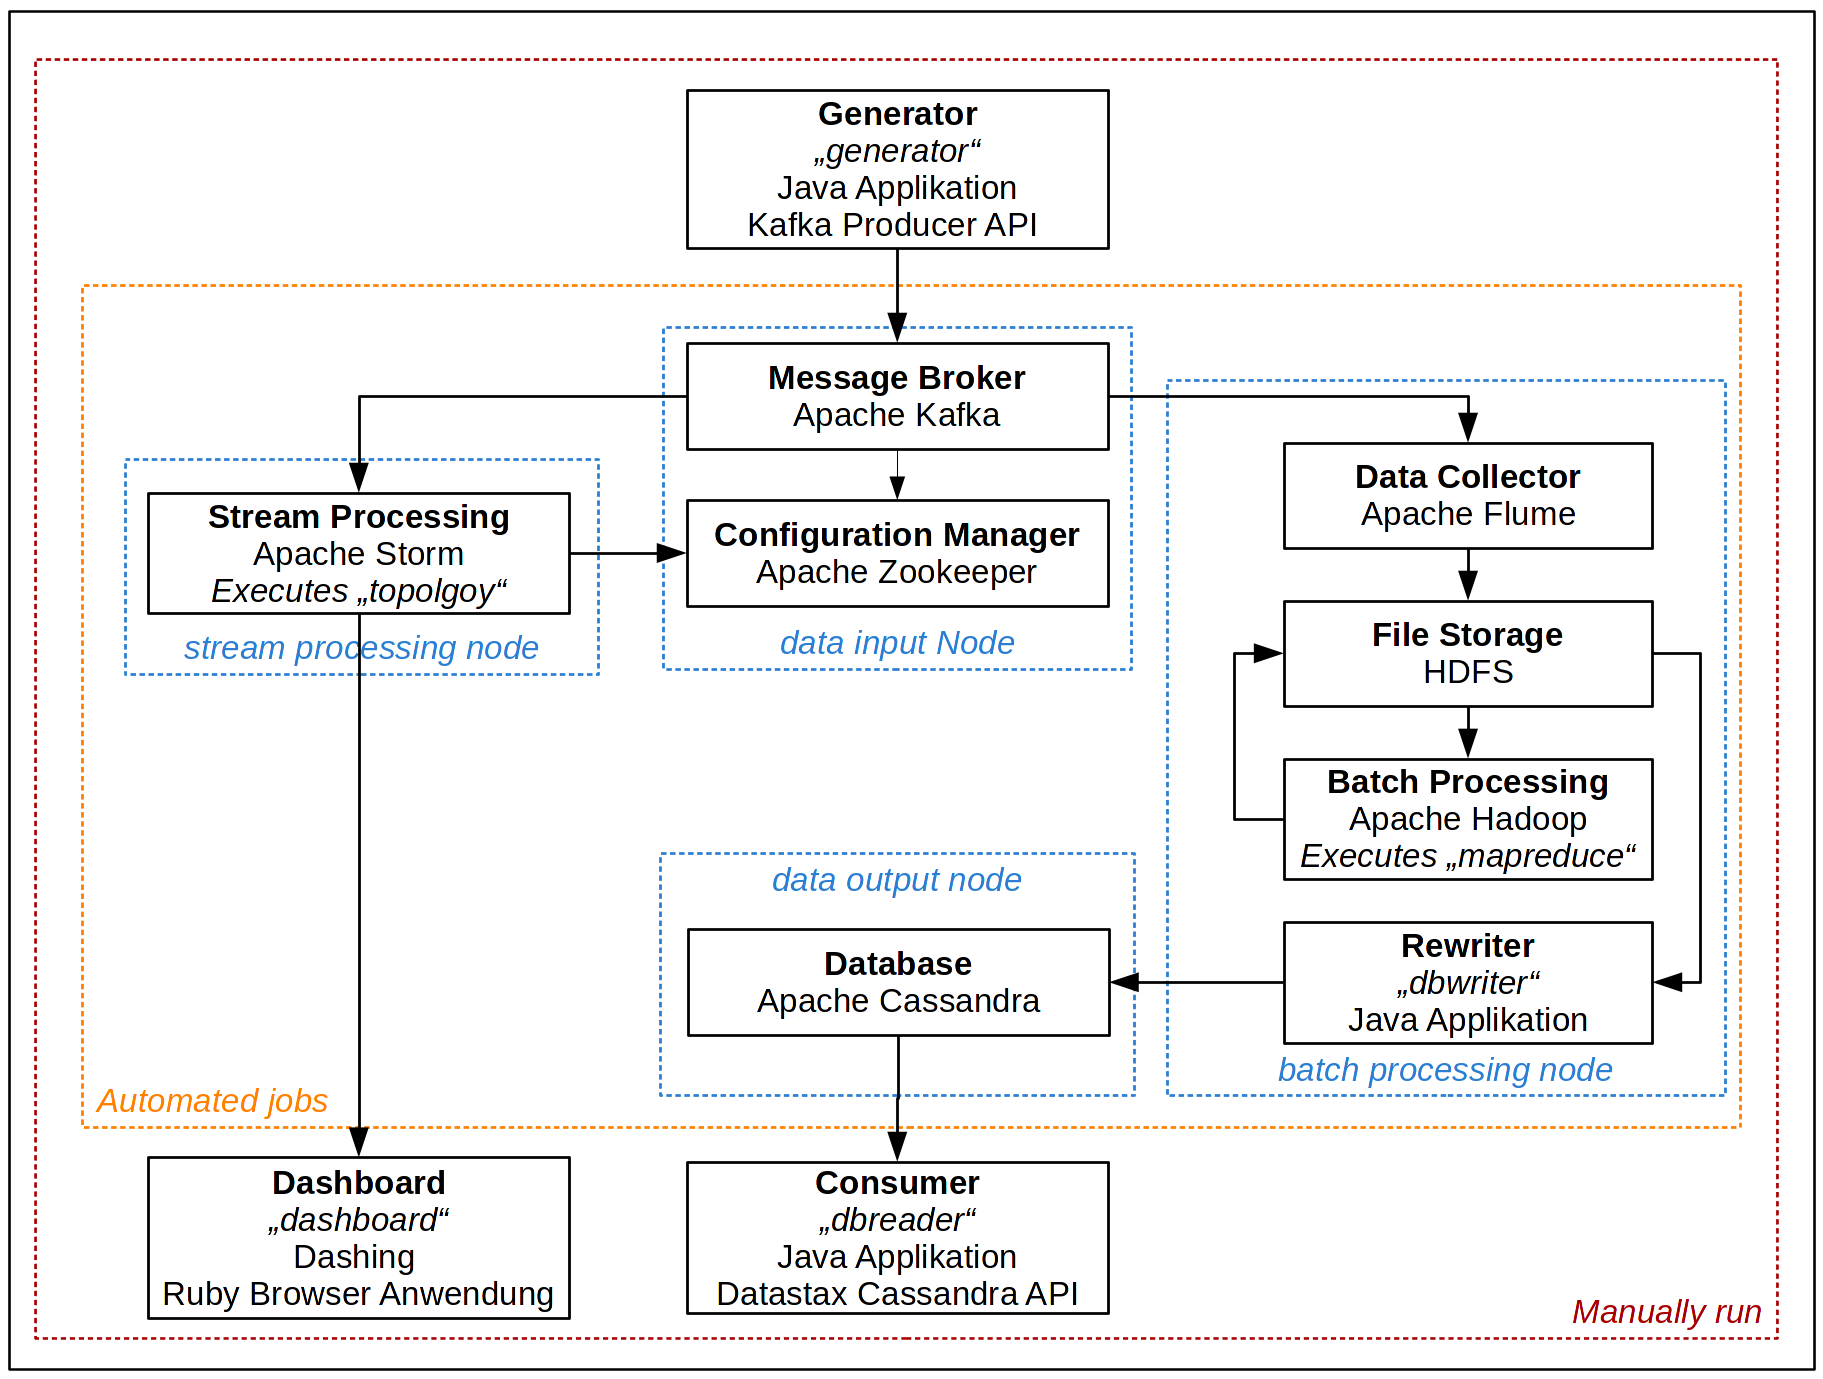 Generator
„generator“
Java Applikation
Kafka Producer API
Message Broker
Apache Kafka
Stream Processing
Apache Storm
Executes „topolgoy“
stream processing node
Configuration Manager
Apache Zookeeper
data input Node
Data Collector
Apache Flume
File Storage
HDFS
Batch Processing
Apache Hadoop
Executes „mapreduce“
data output node
Database
Apache Cassandra
Rewriter
„dbwriter“
Java Applikation
batch processing node
Automated jobs
Dashboard
„dashboard“
Dashing
Ruby Browser Anwendung
Consumer
„dbreader“
Java Applikation
Datastax Cassandra API
Manually run